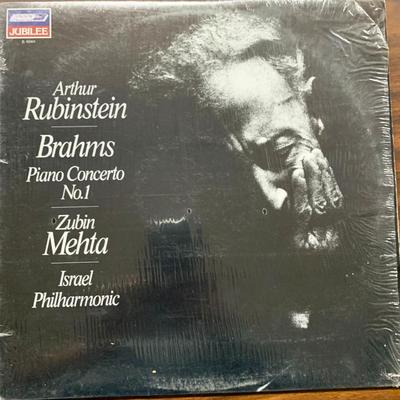 JUBILEE
Arthur
Rubinstein
Brahms
Piano Concerto
No.1
Zubin
Mehta
Israel
Philharmonic